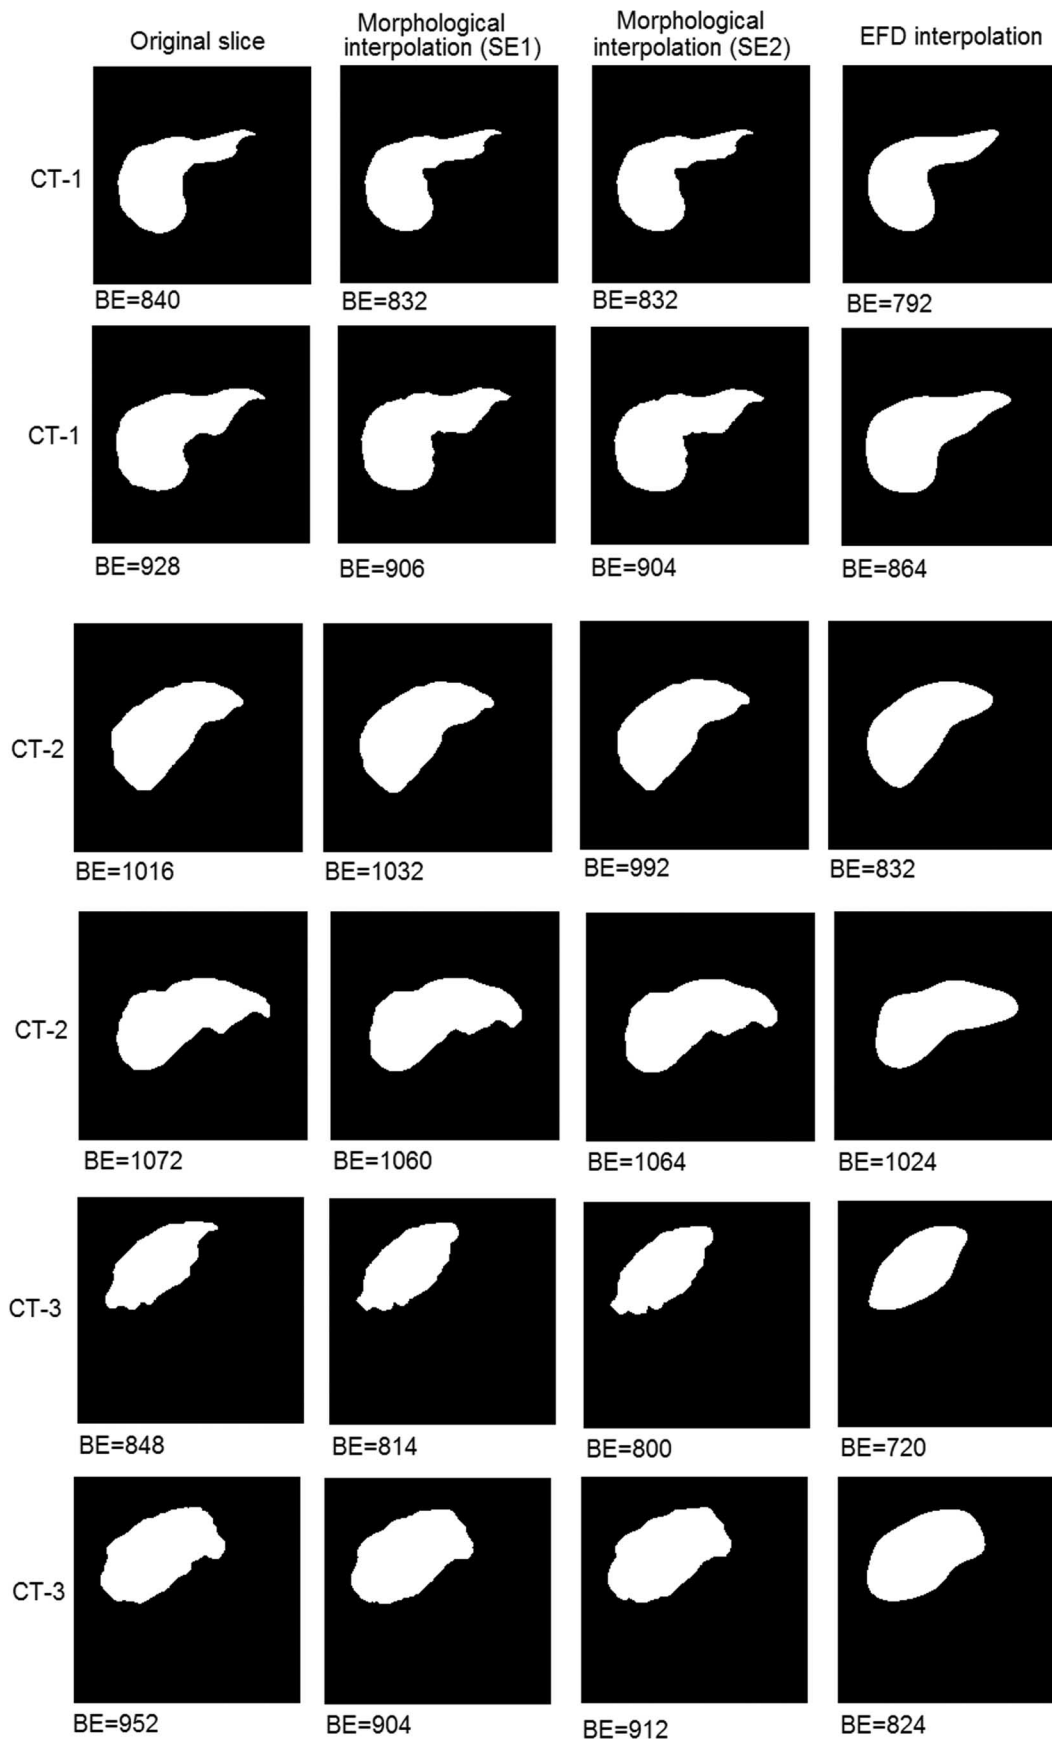 Original slice
Morphological
interpolation (SE1)
Morphological
interpolation (SE2)
EFD interpolation
CT-1
BE=840
BE=832
BE=832
BE=792
CT-1
BE=928
BE=906
BE=904
BE=864
CT-2
BE=1016
BE=1032
BE=992
BE=832
CT-2
BE=1072
BE=1060
BE=1064
BE=1024
CT-3
BE=848
BE=814
BE=800
BE=720
CT-3
BE=952
BE=904
BE=912
BE=824